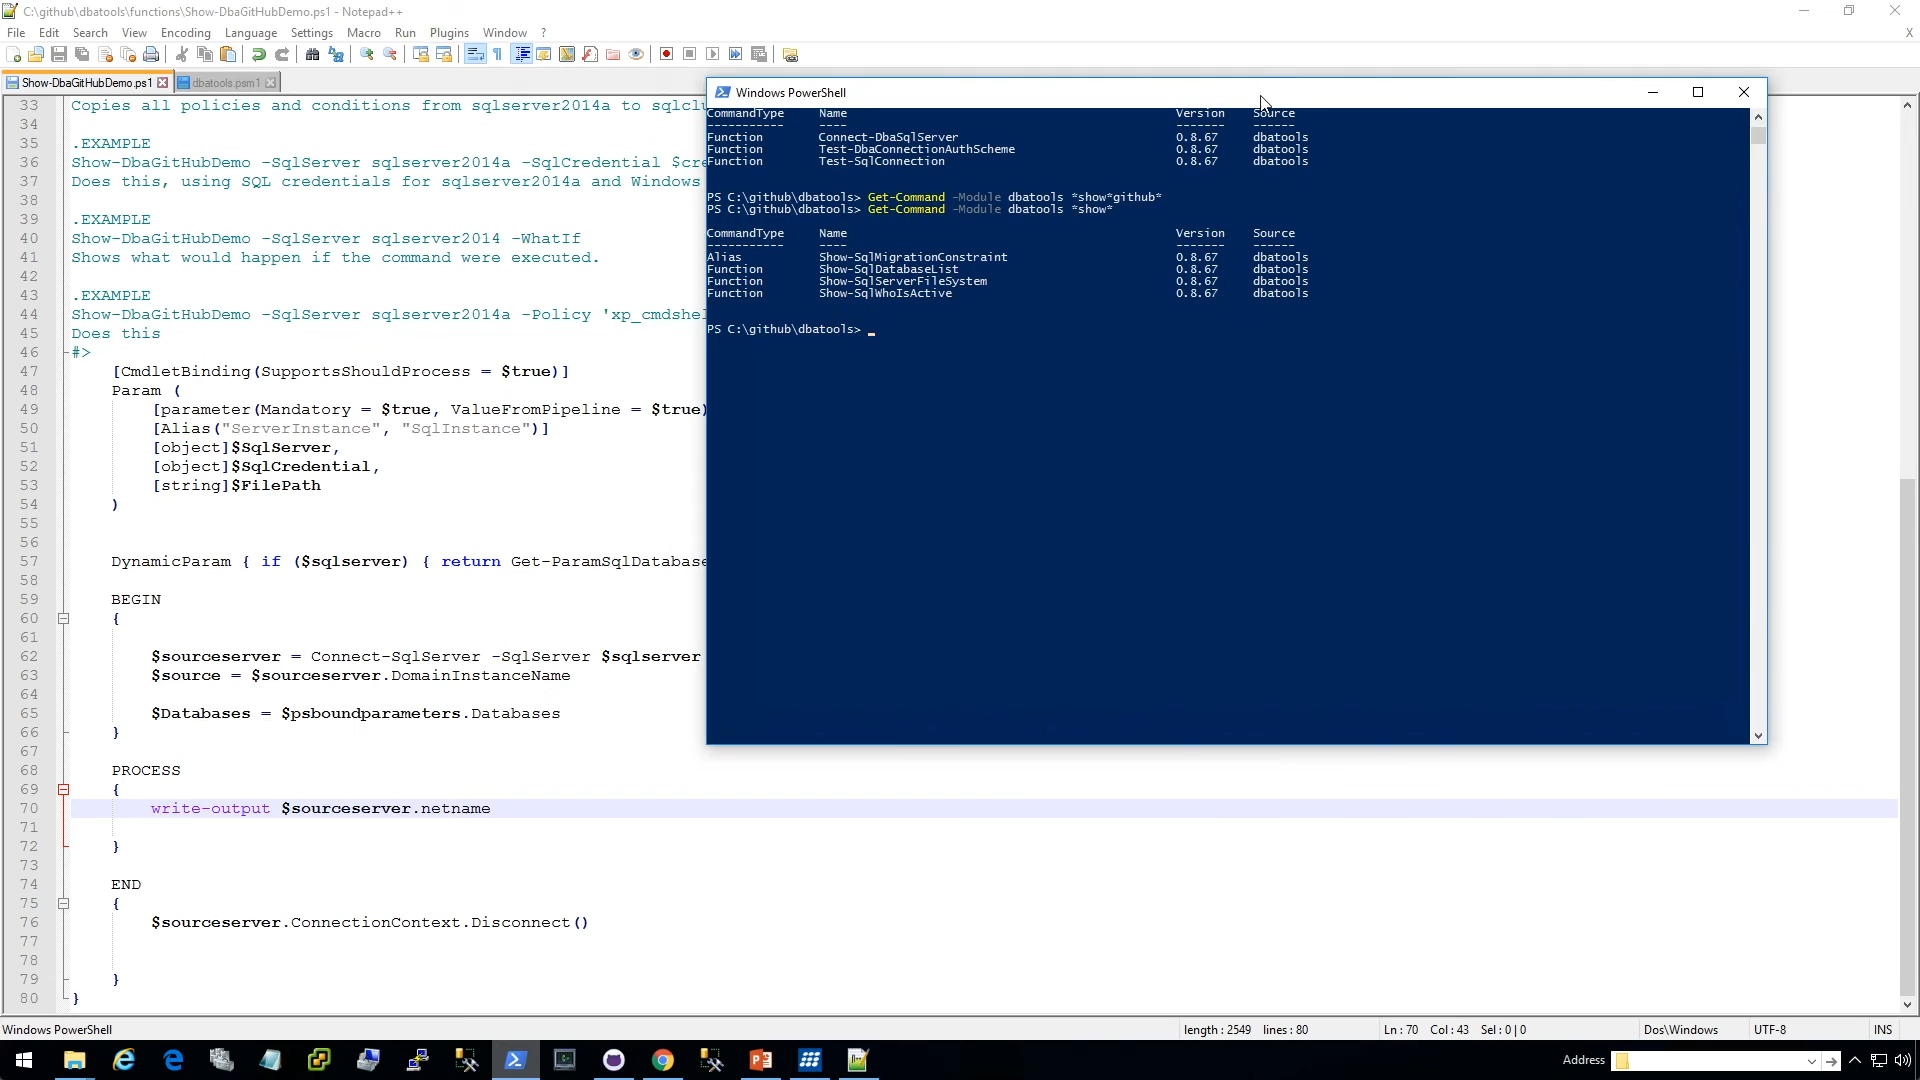 C:\github\dbatools\functions\Show-DbaGitHubDemo.ps1 - Notepad++
File Edit Search View Encoding Language Settings Macro Run Plugins Window ? X
Show-DbaGitHubDemo.ps1 dbatools.psm1
33 Copies all policies and conditions from sqlserver2014a to sqlclu
34
35 .EXAMPLE
36 Show-DbaGitHubDemo -SqlServer sqlserver2014a -SqlCredential $cre
37 Does this, using SQL credentials for sqlserver2014a and Windows
38
39 .EXAMPLE
40 Show-DbaGitHubDemo -SqlServer sqlserver2014 -WhatIf
41 Shows what would happen if the command were executed.
42
43 .EXAMPLE
44 Show-DbaGitHubDemo -SqlServer sqlserver2014a -Policy 'xp_cmdshel
45 Does this
46 #>
47 [CmdletBinding(SupportsShouldProcess = $true)]
48 Param (
49 [parameter(Mandatory = $true, ValueFromPipeline = $true)
50 [Alias("ServerInstance", "SqlInstance")]
51 [object]$SqlServer,
52 [object]$SqlCredential,
53 [string]$FilePath
54 )
55
56
57 DynamicParam { if ($sqlserver) { return Get-ParamSqlDatabase
58
59 BEGIN
60 {
61
62 $sourceserver = Connect-SqlServer -SqlServer $sqlserver
63 $source = $sourceserver.DomainInstanceName
64
65 $Databases = $psboundparameters.Databases
66 }
67
68 PROCESS
69 {
70 write-output $sourceserver.netname
71
72 }
73
74 END
75 {
76 $sourceserver.ConnectionContext.Disconnect()
77
78
79 }
80 }
Windows PowerShell
CommandType Name Version Source
----------- ---- ------- ------
Function Connect-DbaSqlServer 0.8.67 dbatools
Function Test-DbaConnectionAuthScheme 0.8.67 dbatools
Function Test-SqlConnection 0.8.67 dbatools
PS C:\github\dbatools> Get-Command -Module dbatools *show*github*
PS C:\github\dbatools> Get-Command -Module dbatools *show*
CommandType Name Version Source
----------- ---- ------- ------
Alias Show-SqlMigrationConstraint 0.8.67 dbatools
Function Show-SqlDatabaseList 0.8.67 dbatools
Function Show-SqlServerFileSystem 0.8.67 dbatools
Function Show-SqlWhoIsActive 0.8.67 dbatools
PS C:\github\dbatools> _
Windows PowerShell length : 2549 lines : 80 Ln : 70 Col : 43 Sel : 0 | 0 Dos\Windows UTF-8 INS
Address